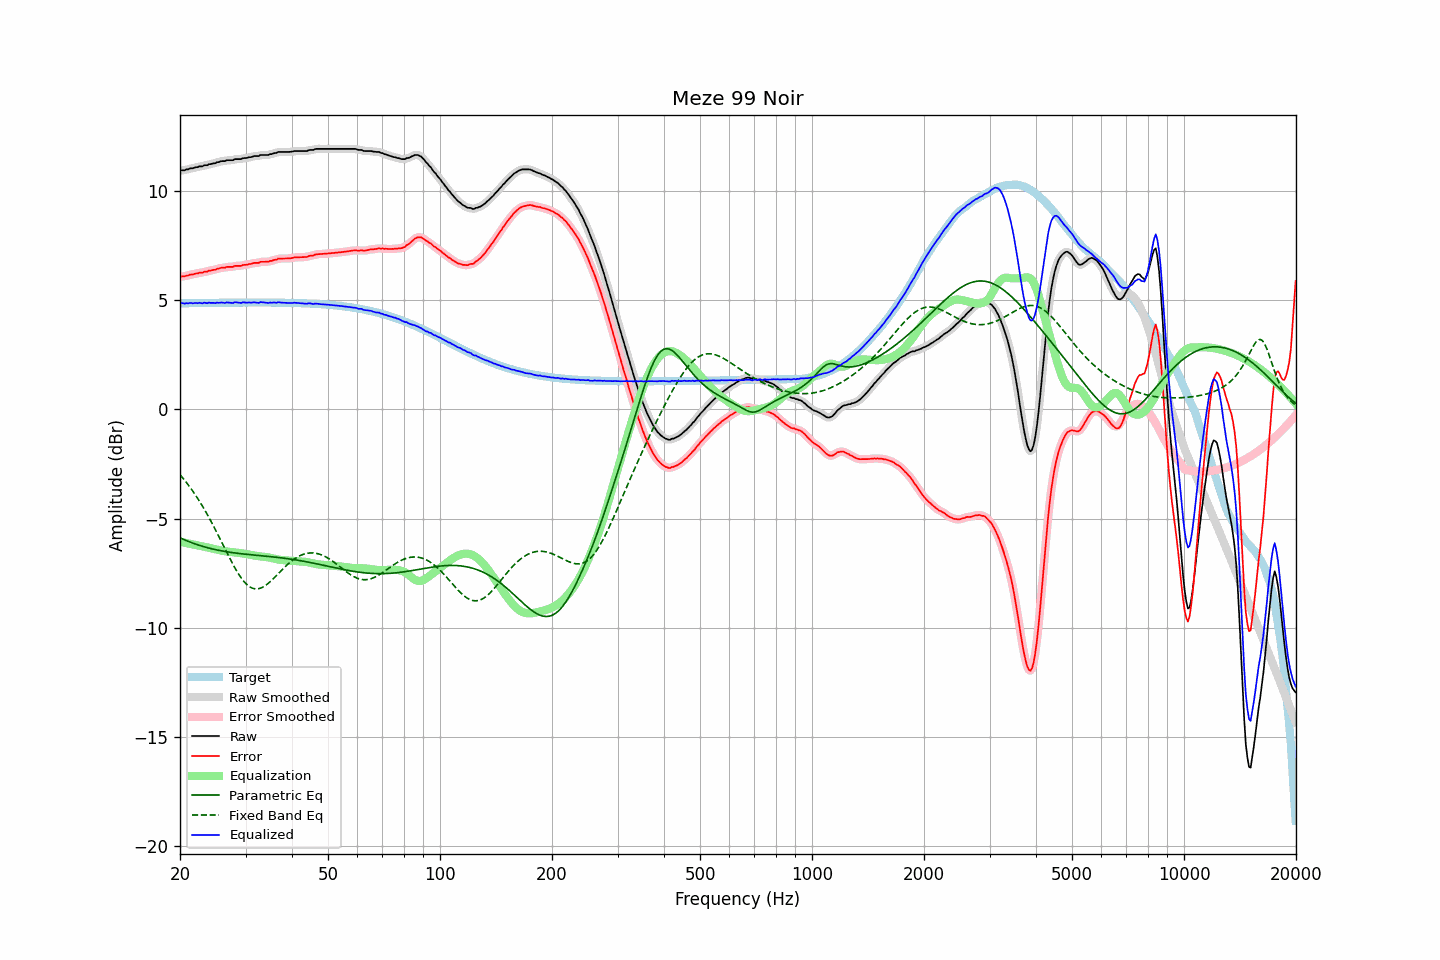 Meze 99 Noir
Amplitude (dBr)
10
5
0
−5
−10
−15
−20
Target
Raw Smoothed
Error Smoothed
Raw
Error
Equalization
Parametric Eq
Fixed Band Eq
Equalized
20 50 100 200 500 1000 2000 5000 10000 20000
Frequency (Hz)